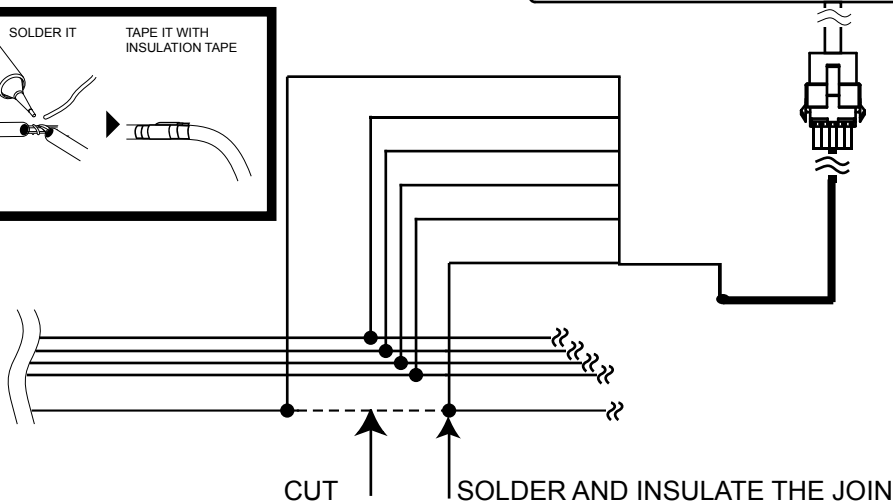 SOLDER IT
TAPE IT WITH
INSULATION TAPE
CUT
SOLDER AND INSULATE THE JOIN